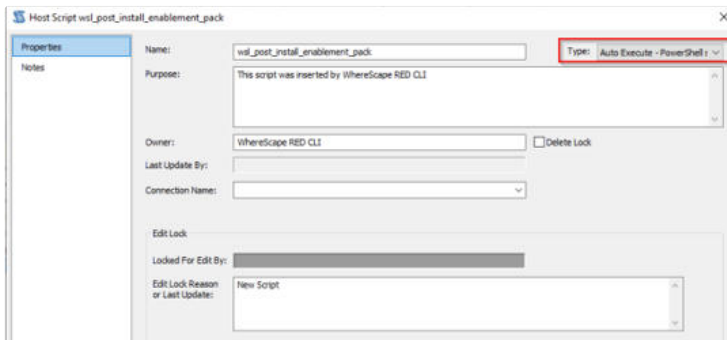 Host Script wsl_post_install_enablement_pack
Properties
Notes
Name: wsl_post_install_enablement_pack Type: Auto Execute - PowerShell
Purpose: This script was inserted by WhereScape RED CLI
Owner: WhereScape RED CLI Delete Lock
Last Update By:
Connection Name:
Edit Lock
Locked For Edit By:
Edit Lock Reason New Script
or Last Update: